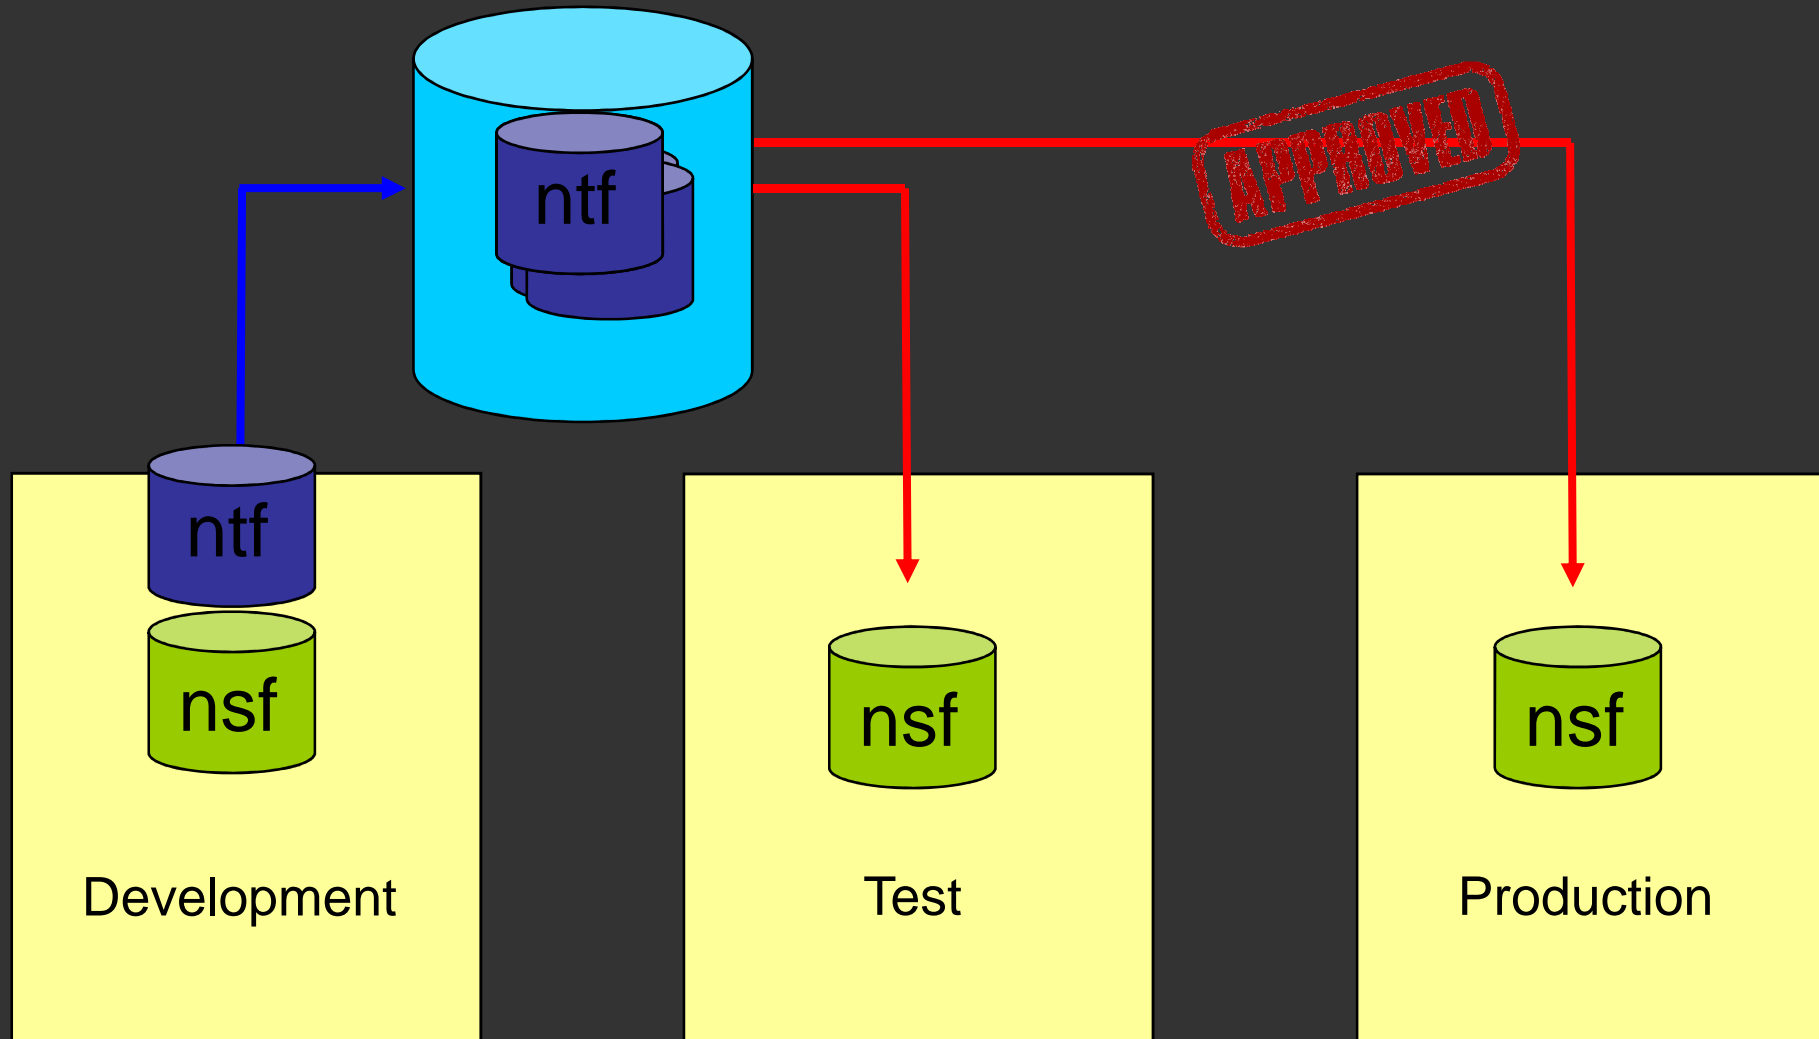 ntf
APPROVED
ntf
nsf
nsf
nsf
Development
Test
Production